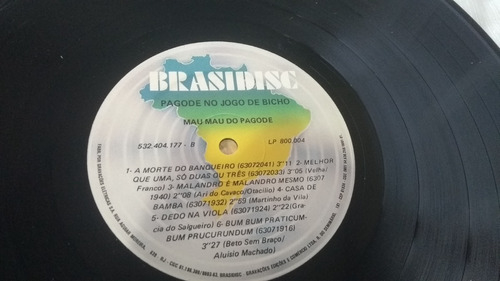 BRASIDISC
PAGODE NO JOGO DE BICHO
MAU MAU DO PAGODE
532.404.177 - B LP 800.004
1- A MORTE DO BANQUEIRO (63072041) 3"11 2- MELHOR
QUE UMA, SÓ DUAS OU TRÊS (63072033) 3"05 (Velha/
Franco) 3- MALANDRO É MALANDRO MESMO (6307
1940) 2"08 (Ari do Cavaco/Otacílio) 4- CASA DE
BAMBA (63071932) 2"59 (Martinho da Vila)
5- DEDO NA VIOLA (63071924) 2"22 (Gra-
cia do Salgueiro) 6- BUM BUM PRATICUM-
BUM PRUCURUNDUM (63071916)
3"27 (Beto Sem Braço/
Aluísio Machado)